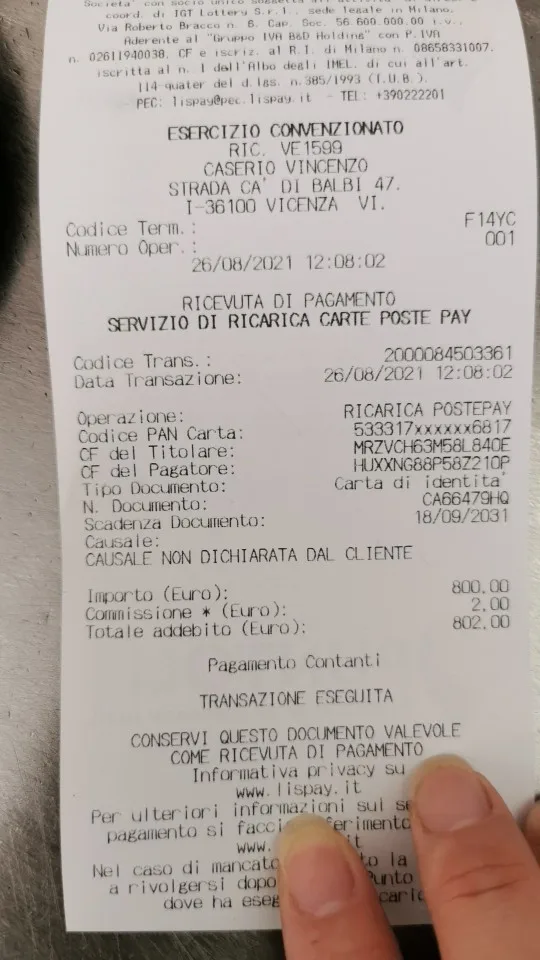 coord. di IGT Lottery S.r.l., sede legale in Milano,
Via Roberto Bracco n. 6. Cap. Soc. 56.600.000,00 i.v.,
Aderente al "Gruppo IVA B&D Holding" con P.IVA
n. 02611940038, CF e iscriz. al R.I. di Milano n. 08658331007,
iscritta al n. 1 dell'Albo degli IMEL. di cui all'art.
114-quater del d.lgs. n.385/1993 (T.U.B.).
PEC: lispay@pec.lispay.it - TEL: +390222201
ESERCIZIO CONVENZIONATO
RIC. VE1599
CASERIO VINCENZO
STRADA CA' DI BALBI 47.
I-36100 VICENZA VI.
Codice Term.: F14YC
Numero Oper.: 001
26/08/2021 12:08:02
RICEVUTA DI PAGAMENTO
SERVIZIO DI RICARICA CARTE POSTE PAY
Codice Trans.: 2000084503361
Data Transazione: 26/08/2021 12:08:02
Operazione: RICARICA POSTEPAY
Codice PAN Carta: 533317xxxxxx6817
CF del Titolare: MRZVCH63M58L840E
CF del Pagatore: HUXXNG88P58Z210P
Tipo Documento: Carta di identita'
N. Documento: CA66479HQ
Scadenza Documento: 18/09/2031
Causale:
CAUSALE NON DICHIARATA DAL CLIENTE
Importo (Euro): 800,00
Commissione * (Euro): 2,00
Totale addebito (Euro): 802,00
Pagamento Contanti
TRANSAZIONE ESEGUITA
CONSERVI QUESTO DOCUMENTO VALEVOLE
COME RICEVUTA DI PAGAMENTO
Informativa privacy su
www.lispay.it
Per ulteriori informazioni sul
pagamento si faccia
www.
Nel caso di mancato la
a rivolgersi dopo Punto
dove ha